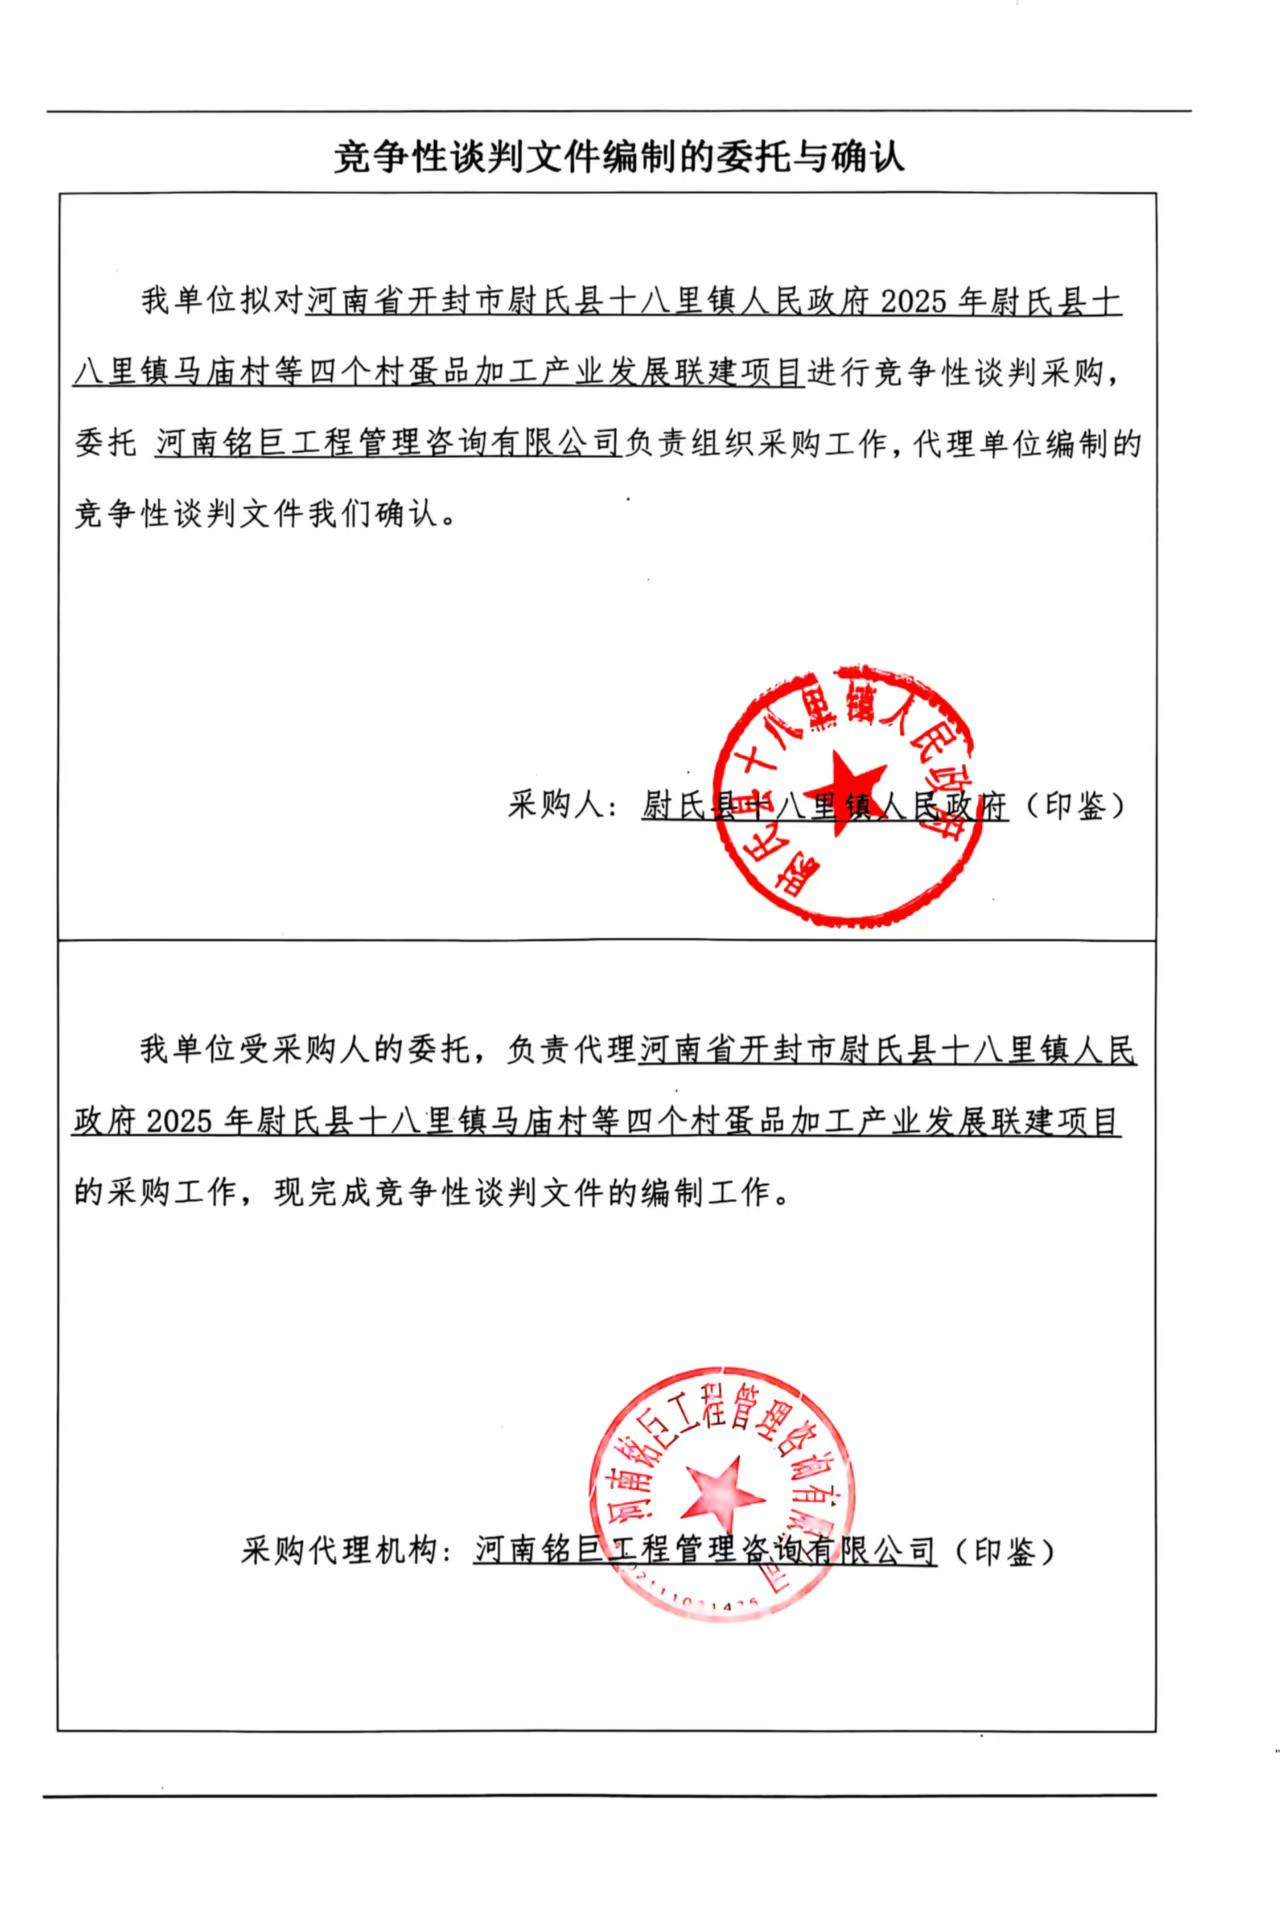 竞争性谈判文件编制的委托与确认
我单位拟对河南省开封市尉氏县十八里镇人民政府 2025 年尉氏县十
八里镇马庙村等四个村蛋品加工产业发展联建项目进行竞争性谈判采购，
委托 河南铭巨工程管理咨询有限公司负责组织采购工作，代理单位编制的
竞争性谈判文件我们确认。
尉氏县十八里镇人民政府
采购人：尉氏县十八里镇人民政府（印鉴）
我单位受采购人的委托，负责代理河南省开封市尉氏县十八里镇人民
政府 2025 年尉氏县十八里镇马庙村等四个村蛋品加工产业发展联建项目
的采购工作，现完成竞争性谈判文件的编制工作。
河南铭巨工程管理咨询有限公司
采购代理机构：河南铭巨工程管理咨询有限公司（印鉴）